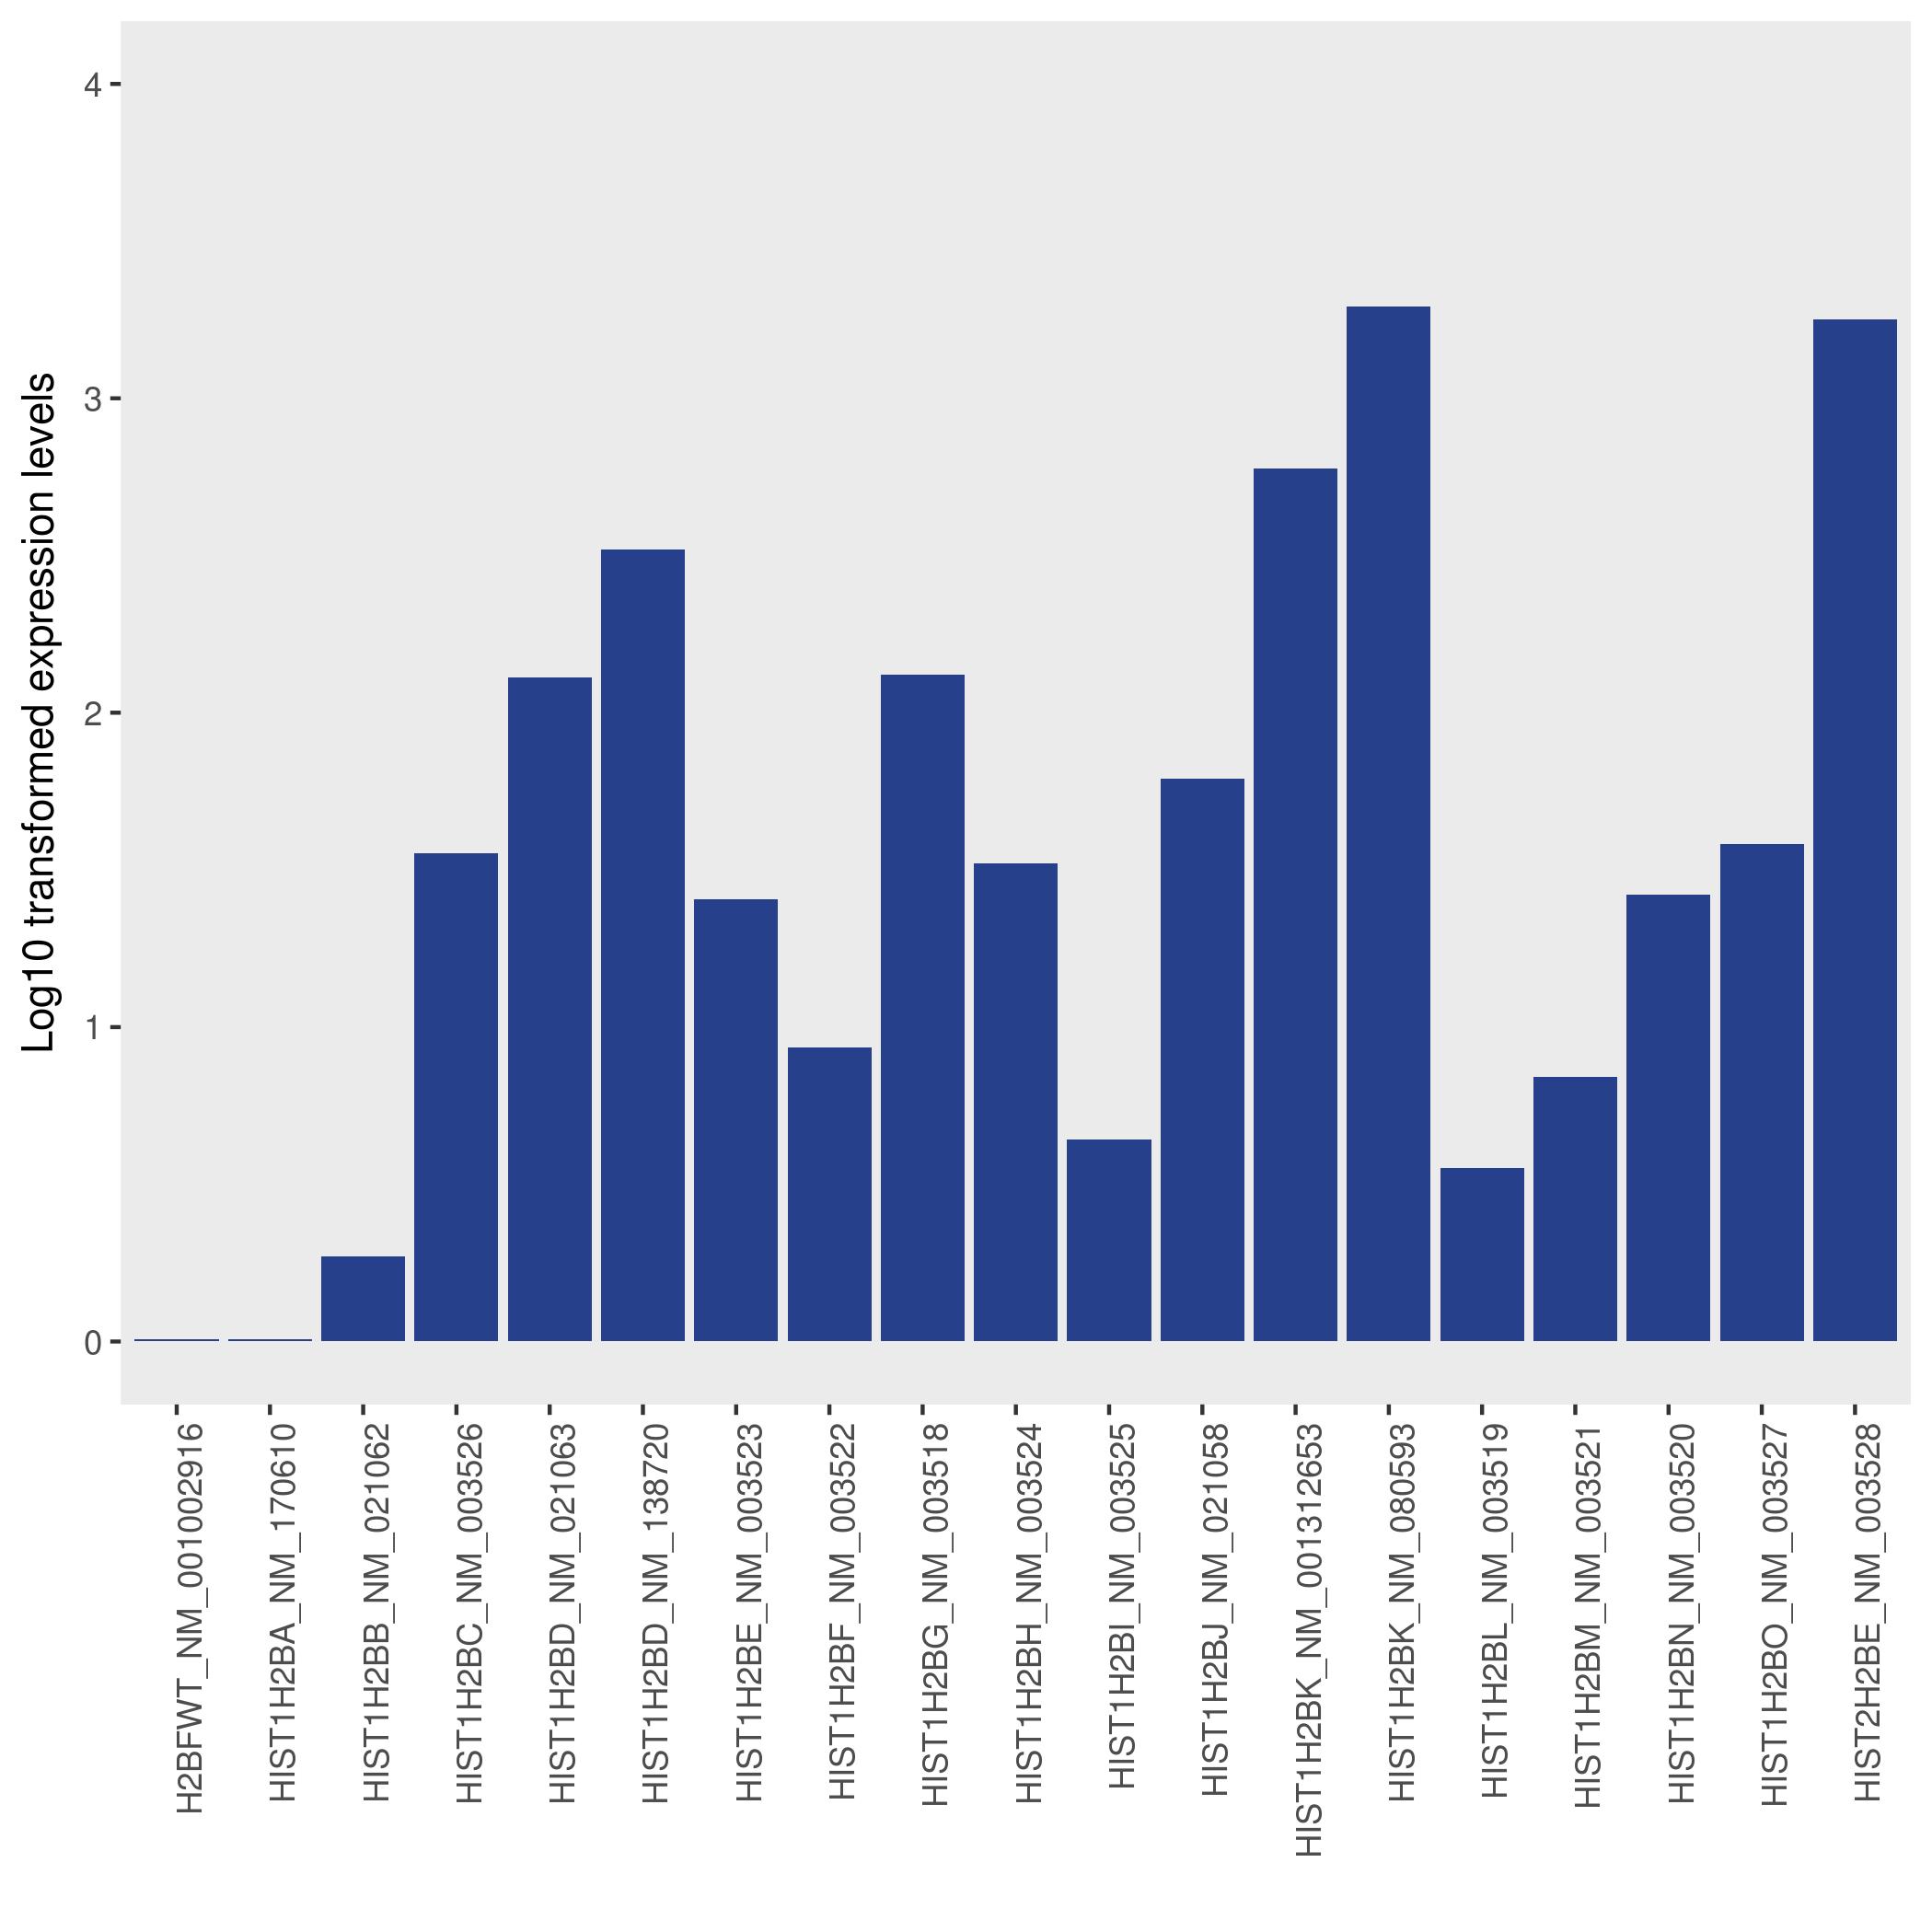 Log10 transformed expression levels
4
3
2
1
0
H2BFWT_NM_001002916
HIST1H2BA_NM_170610
HIST1H2BB_NM_021062
HIST1H2BC_NM_003526
HIST1H2BD_NM_021063
HIST1H2BD_NM_138720
HIST1H2BE_NM_003523
HIST1H2BF_NM_003522
HIST1H2BG_NM_003518
HIST1H2BH_NM_003524
HIST1H2BI_NM_003525
HIST1H2BJ_NM_021058
HIST1H2BK_NM_001312653
HIST1H2BK_NM_080593
HIST1H2BL_NM_003519
HIST1H2BM_NM_003521
HIST1H2BN_NM_003520
HIST1H2BO_NM_003527
HIST2H2BE_NM_003528